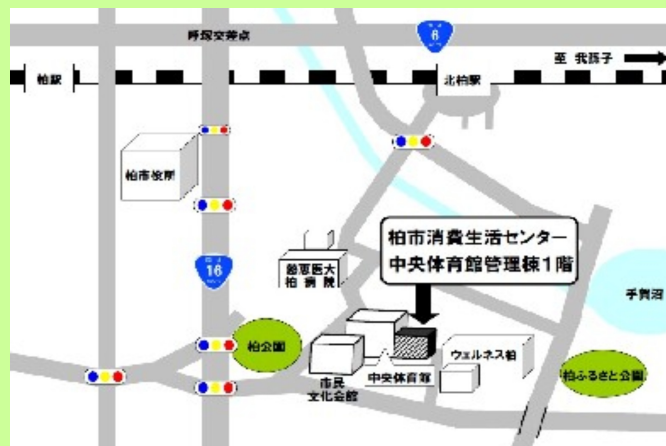 呼塚交差点
6
至 我孫子
柏駅
北柏駅
柏市役所
柏市消費生活センター
中央体育館管理棟1階
16
慈恵医大
柏病院
手賀沼
柏公園
ウェルネス柏
市民
文化会館
中央体育館
柏ふるさと公園